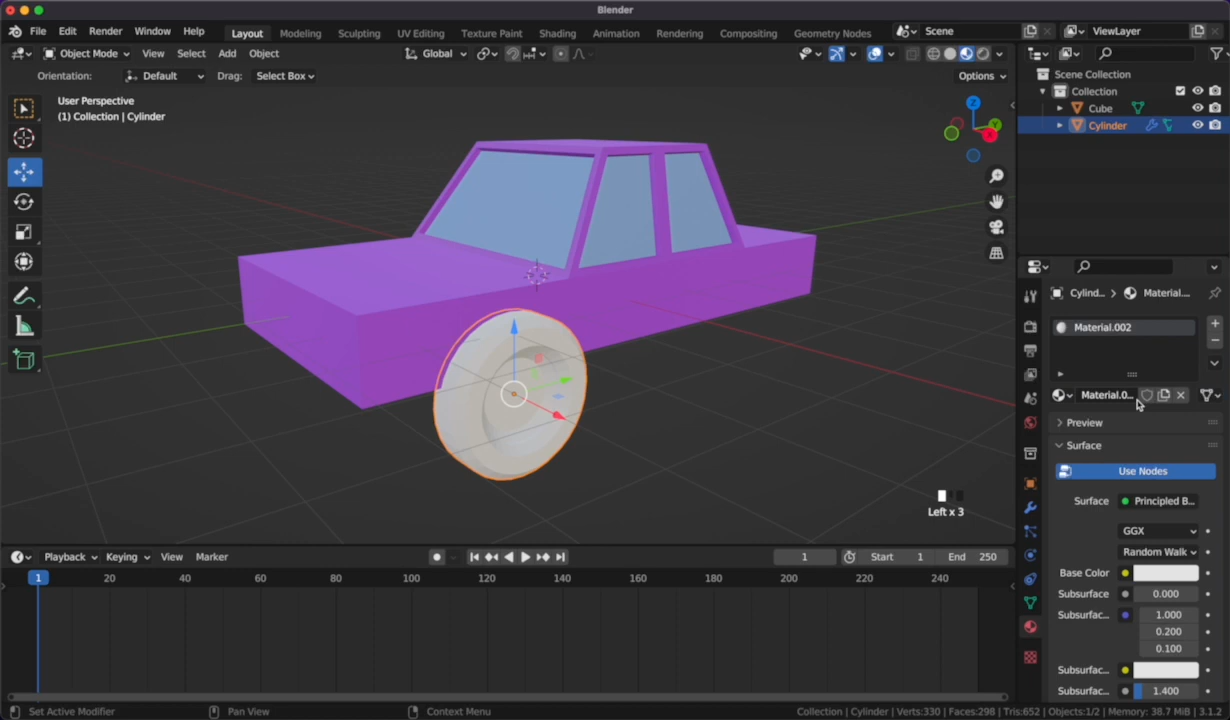 Blender
File Edit Render Window Help Layout Modeling Sculpting UV Editing Texture Paint Shading Animation Rendering Compositing Geometry Nodes Scene ViewLayer
Object Mode View Select Add Object Global
Orientation: Default Drag: Select Box Options
User Perspective
(1) Collection | Cylinder
Z
Y
X
Scene Collection
Collection
Cube
Cylinder
Cylind... > Material....
Material.002
Material.0...
Preview
Surface
Use Nodes
Surface Principled B...
GGX
Random Walk
Base Color
Subsurface 0.000
Subsurfac... 1.000
0.200
0.100
Subsurfac...
Subsurfac... 1.400
Left x 3
Playback Keying View Marker 1 Start 1 End 250
1 20 40 60 80 100 120 140 160 180 200 220 240
Set Active Modifier Pan View Context Menu Collection | Cylinder | Verts:330 | Faces:298 | Tris:652 | Objects:1/2 | Memory: 38.7 MiB | 3.1.2